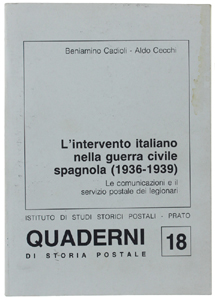 Beniamino Cadioli - Aldo Cecchi
L'intervento italiano
nella guerra civile
spagnola (1936-1939)
Le comunicazioni e il
servizio postale dei legionari
ISTITUTO DI STUDI STORICI POSTALI - PRATO
QUADERNI
DI STORIA POSTALE
18